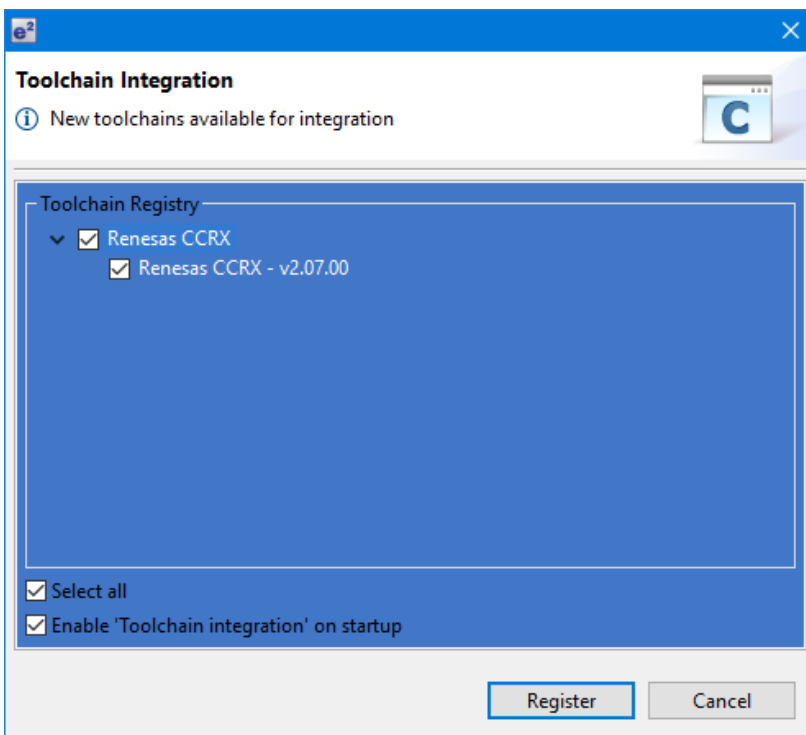 e²
Toolchain Integration
New toolchains available for integration
C
Toolchain Registry
Renesas CCRX
Renesas CCRX - v2.07.00
Select all
Enable 'Toolchain integration' on startup
Register Cancel